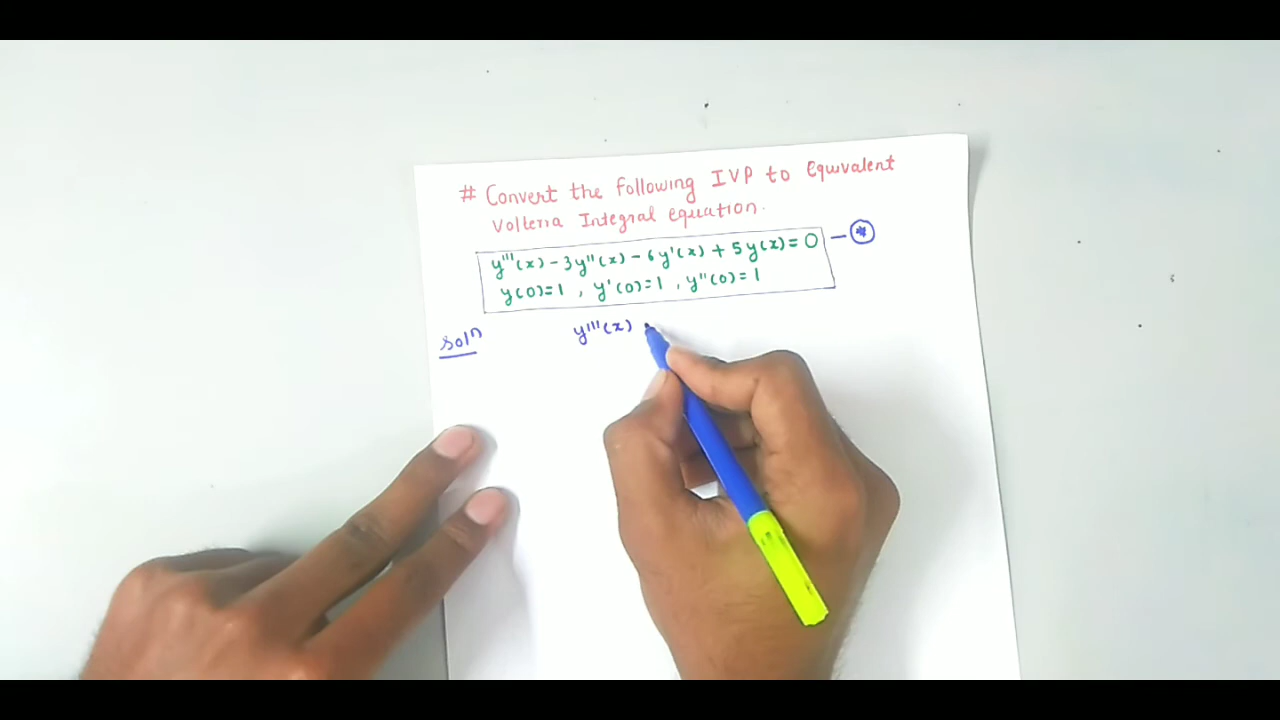 # Convert the following IVP to Equivalent
Volterra Integral equation.
y'''(x) - 3y''(x) - 6y'(x) + 5y(x) = 0 — *
y(0)=1 , y'(0)=1 , y''(0)=1
Soln y'''(x)